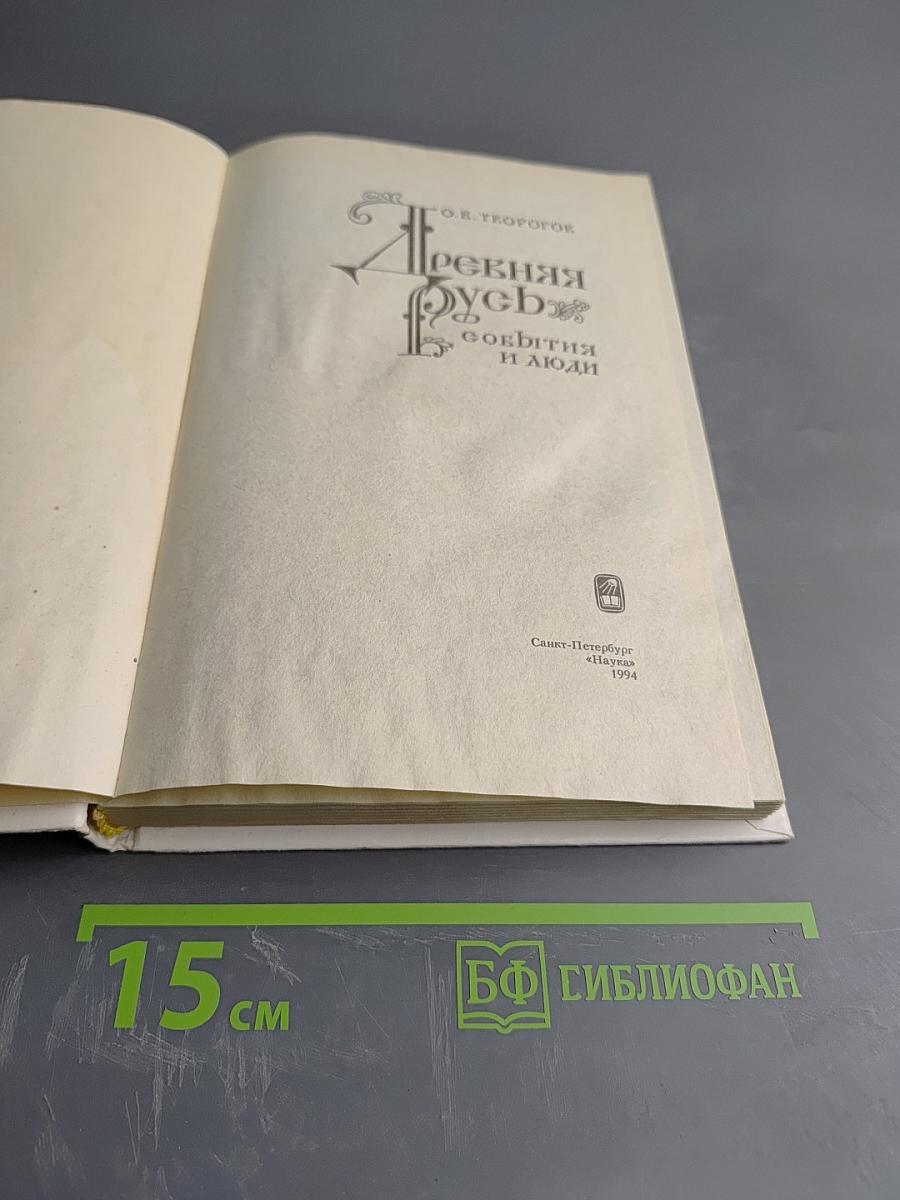 О.В. ТВОРОГОВ
ДРЕВНЯЯ
РУСЬ
СОБЫТИЯ
И ЛЮДИ
Санкт-Петербург
«Наука»
1994
15 см
БФ БИБЛИОФАН